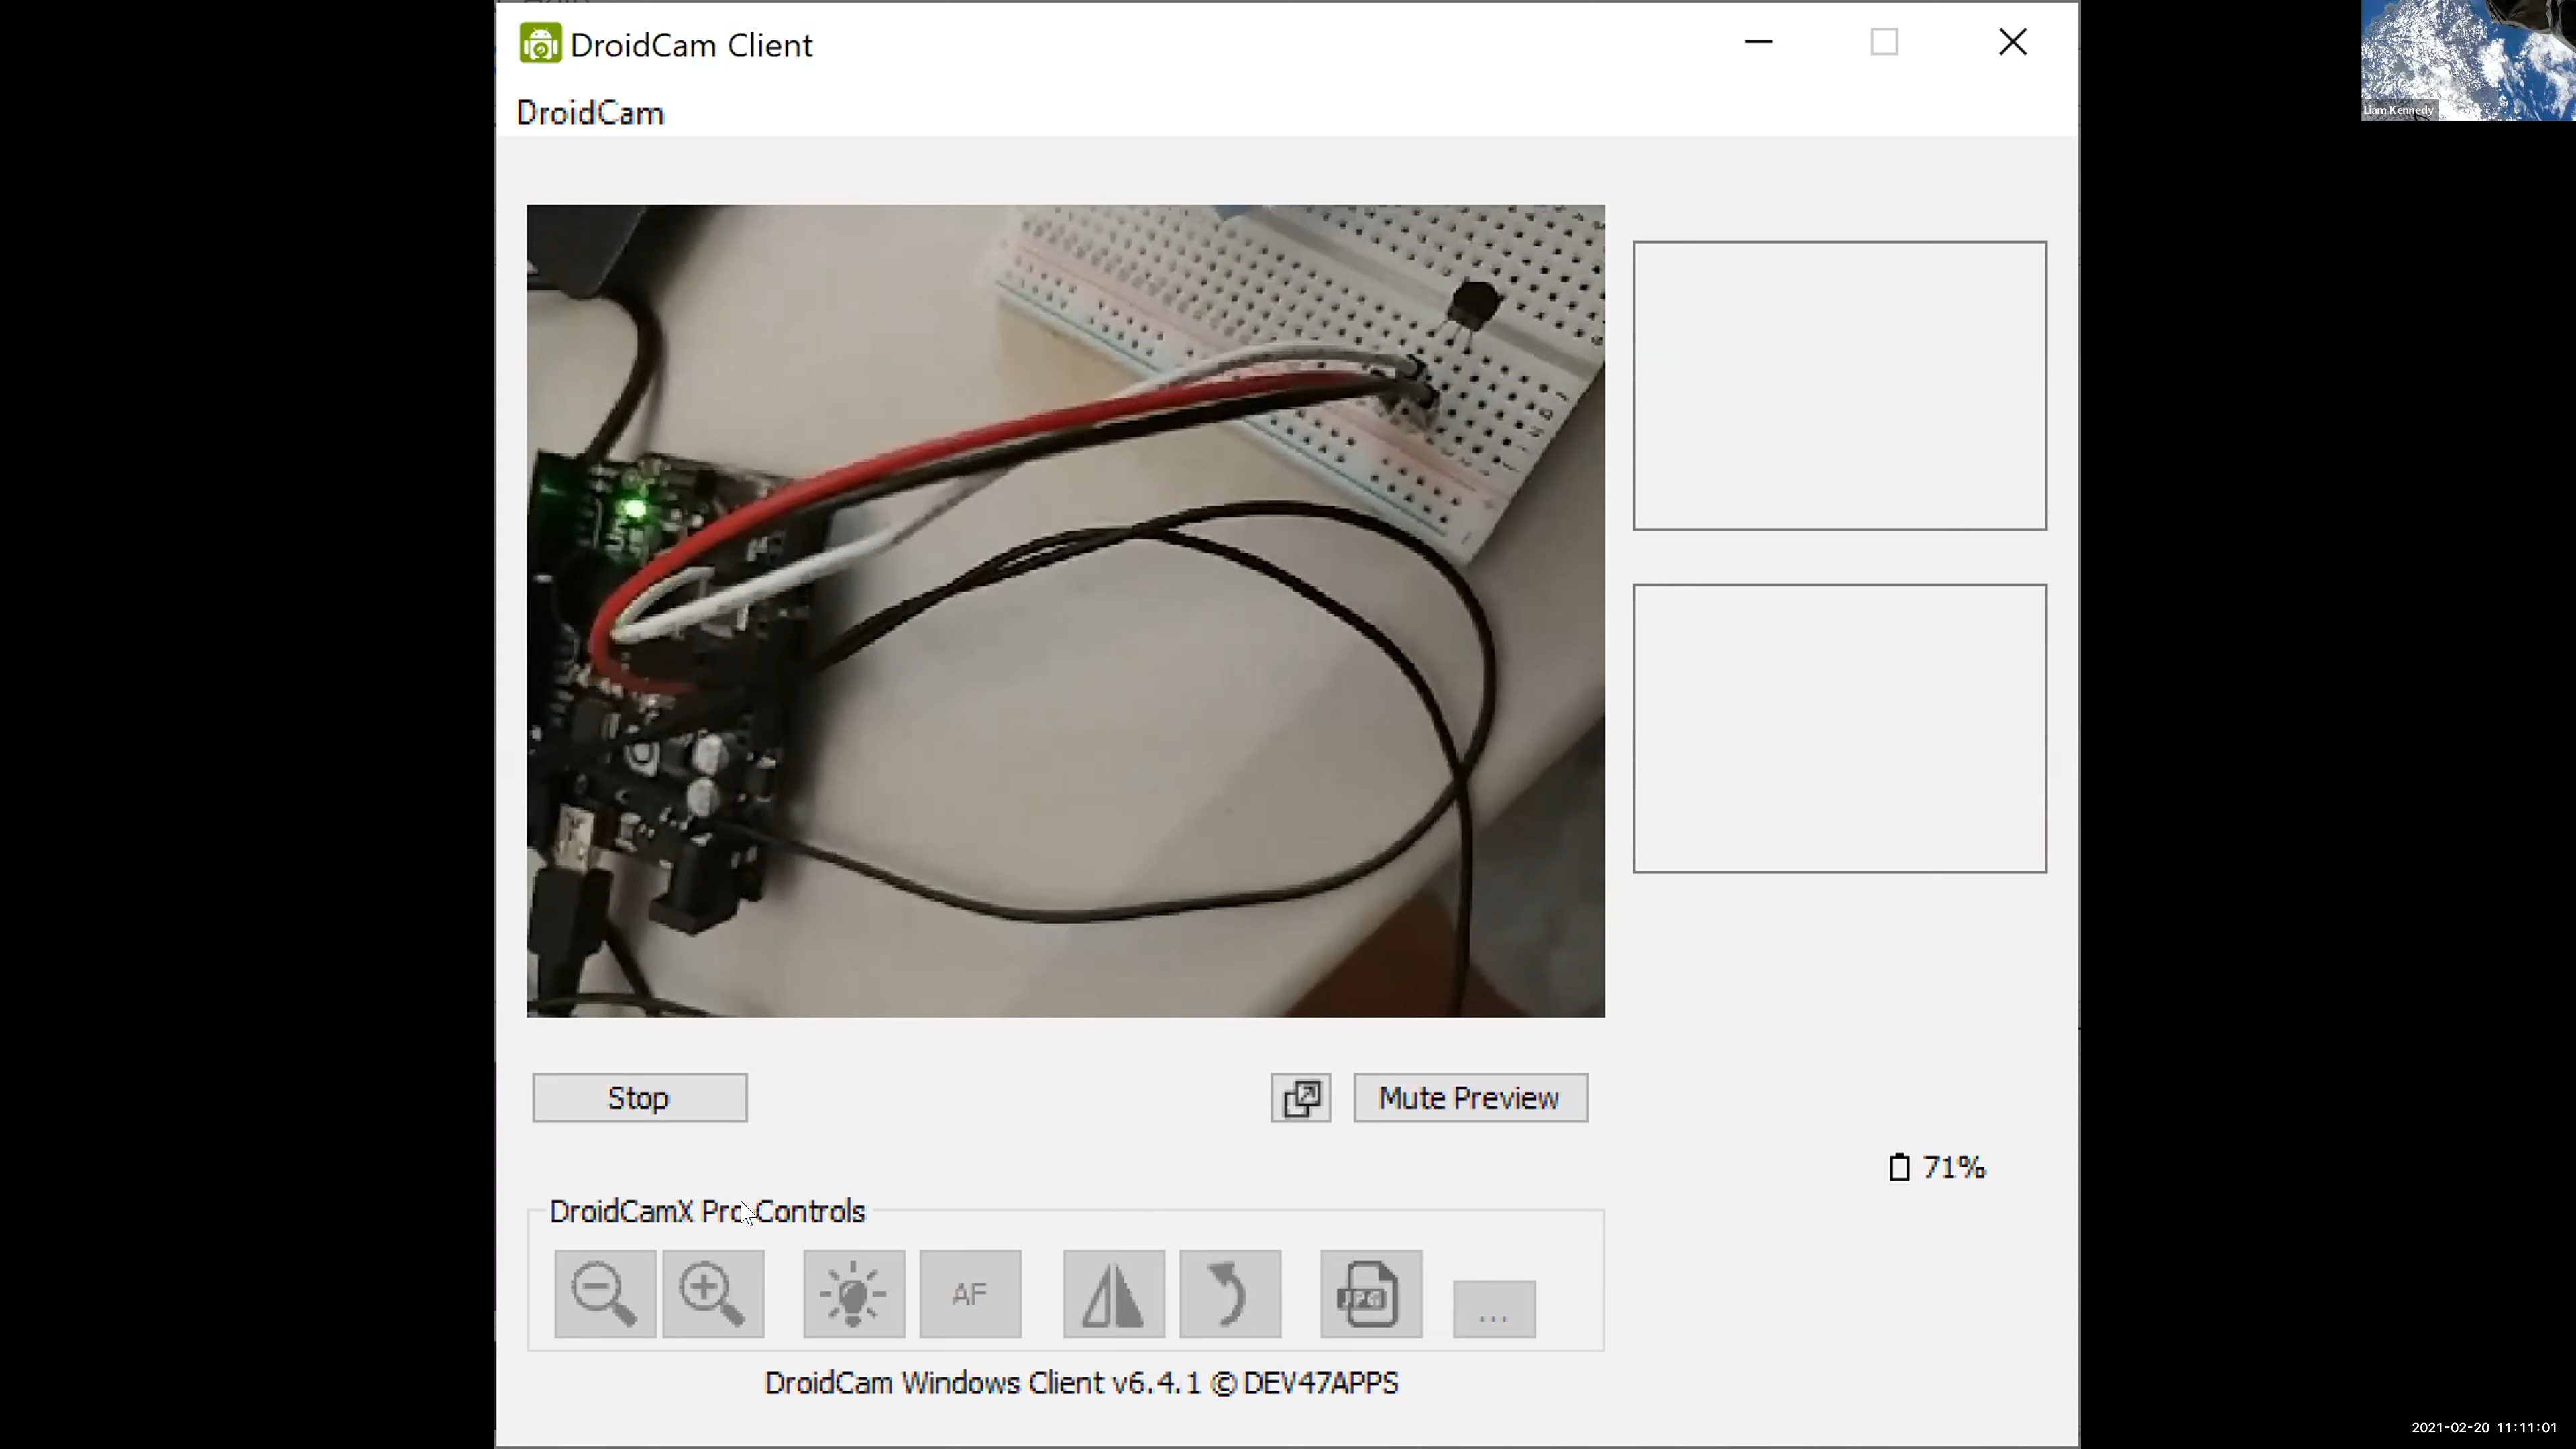 DroidCam Client
Liam Kennedy
DroidCam
Stop
Mute Preview
71%
DroidCamX Pro Controls
AF
JPG
...
DroidCam Windows Client v6.4.1 © DEV47APPS
2021-02-20 11:11:01